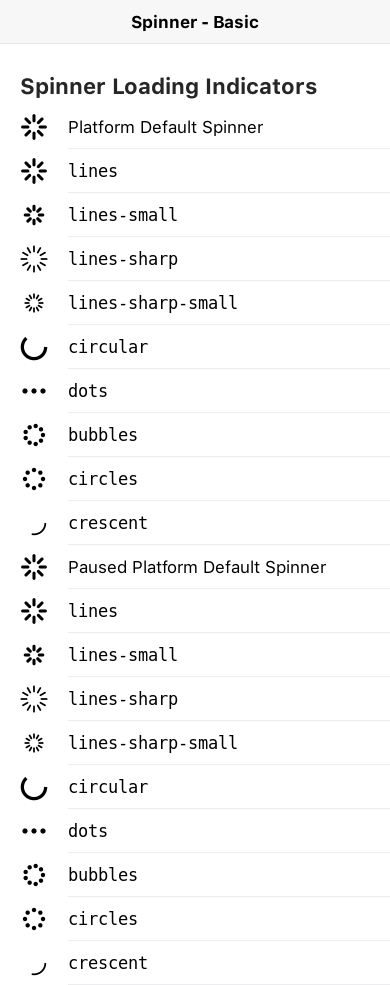 Spinner - Basic
Spinner Loading Indicators
Platform Default Spinner
lines
lines-small
lines-sharp
lines-sharp-small
circular
dots
bubbles
circles
crescent
Paused Platform Default Spinner
lines
lines-small
lines-sharp
lines-sharp-small
circular
dots
bubbles
circles
crescent